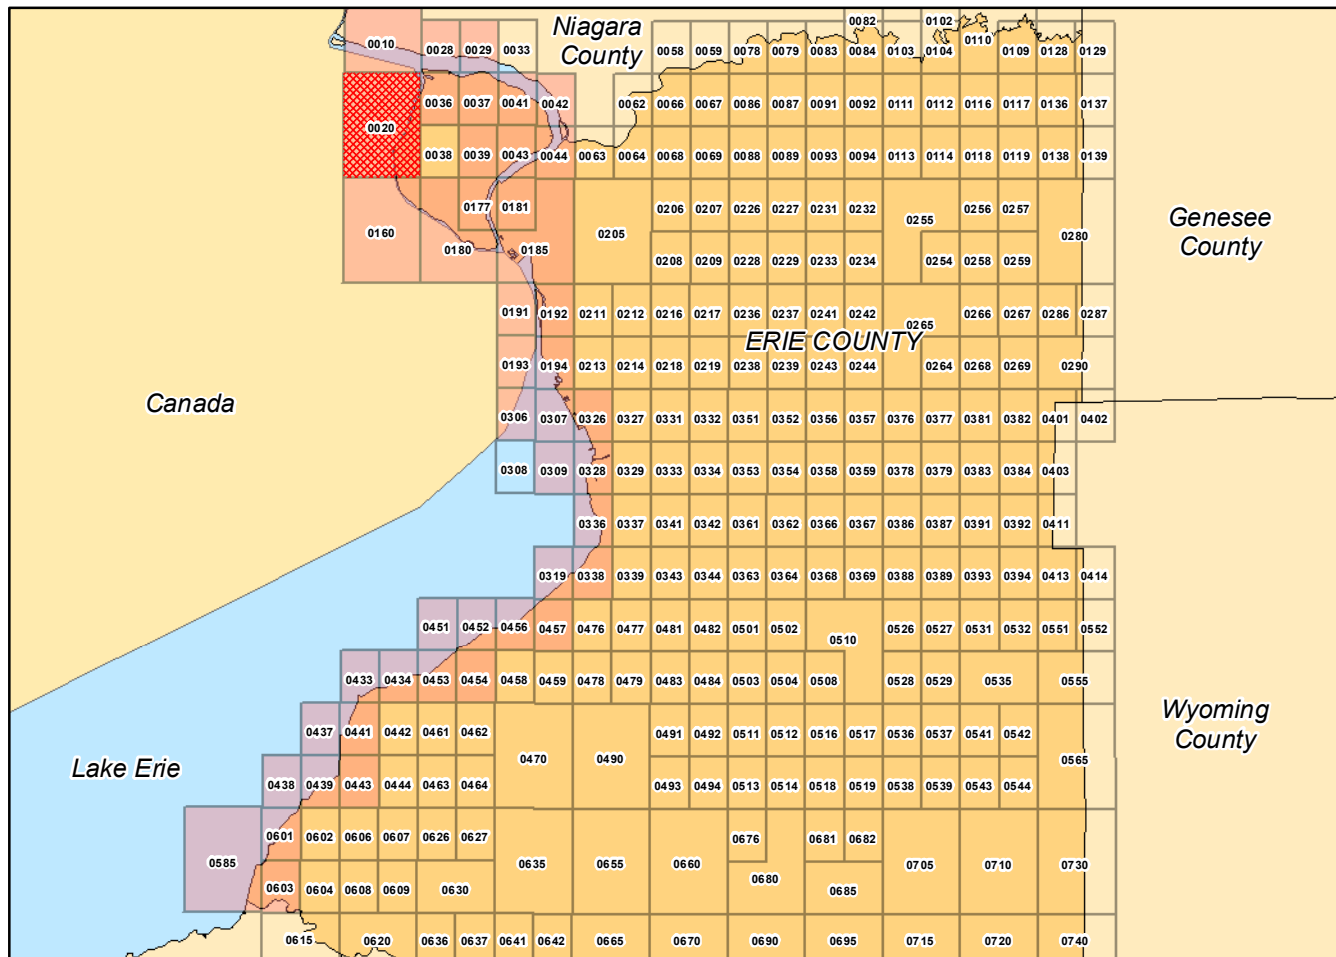 0082 0102
Niagara
County
0110
0010 0028 0029 0033 0058 0059 0078 0079 0083 0084 0103 0104 0109 0128 0129
0036 0037 0041 0042 0062 0066 0067 0086 0087 0091 0092 0111 0112 0116 0117 0136 0137
0020
0038 0039 0043 0044 0063 0064 0068 0069 0088 0089 0093 0094 0113 0114 0118 0119 0138 0139
0177 0181 0206 0207 0226 0227 0231 0232 0255 0256 0257
Genesee
County
0160 0180 0185 0205 0280
0208 0209 0228 0229 0233 0234 0254 0258 0259
0191 0192 0211 0212 0216 0217 0236 0237 0241 0242 0265 0266 0267 0286 0287
ERIE COUNTY
0193 0194 0213 0214 0218 0219 0238 0239 0243 0244 0264 0268 0269 0290
Canada
0306 0307 0326 0327 0331 0332 0351 0352 0356 0357 0376 0377 0381 0382 0401 0402
0308 0309 0328 0329 0333 0334 0353 0354 0358 0359 0378 0379 0383 0384 0403
0336 0337 0341 0342 0361 0362 0366 0367 0386 0387 0391 0392 0411
0319 0338 0339 0343 0344 0363 0364 0368 0369 0388 0389 0393 0394 0413 0414
0451 0452 0456 0457 0476 0477 0481 0482 0501 0502 0510 0526 0527 0531 0532 0551 0552
0433 0434 0453 0454 0458 0459 0478 0479 0483 0484 0503 0504 0508 0528 0529 0535 0555
Wyoming
County
0437 0441 0442 0461 0462 0491 0492 0511 0512 0516 0517 0536 0537 0541 0542
0470 0490 0565
Lake Erie
0438 0439 0443 0444 0463 0464 0493 0494 0513 0514 0518 0519 0538 0539 0543 0544
0601 0602 0606 0607 0626 0627 0676 0681 0682
0585 0635 0655 0660 0680 0705 0710 0730
0603 0604 0608 0609 0630 0685
0615 0620 0636 0637 0641 0642 0665 0670 0690 0695 0715 0720 0740